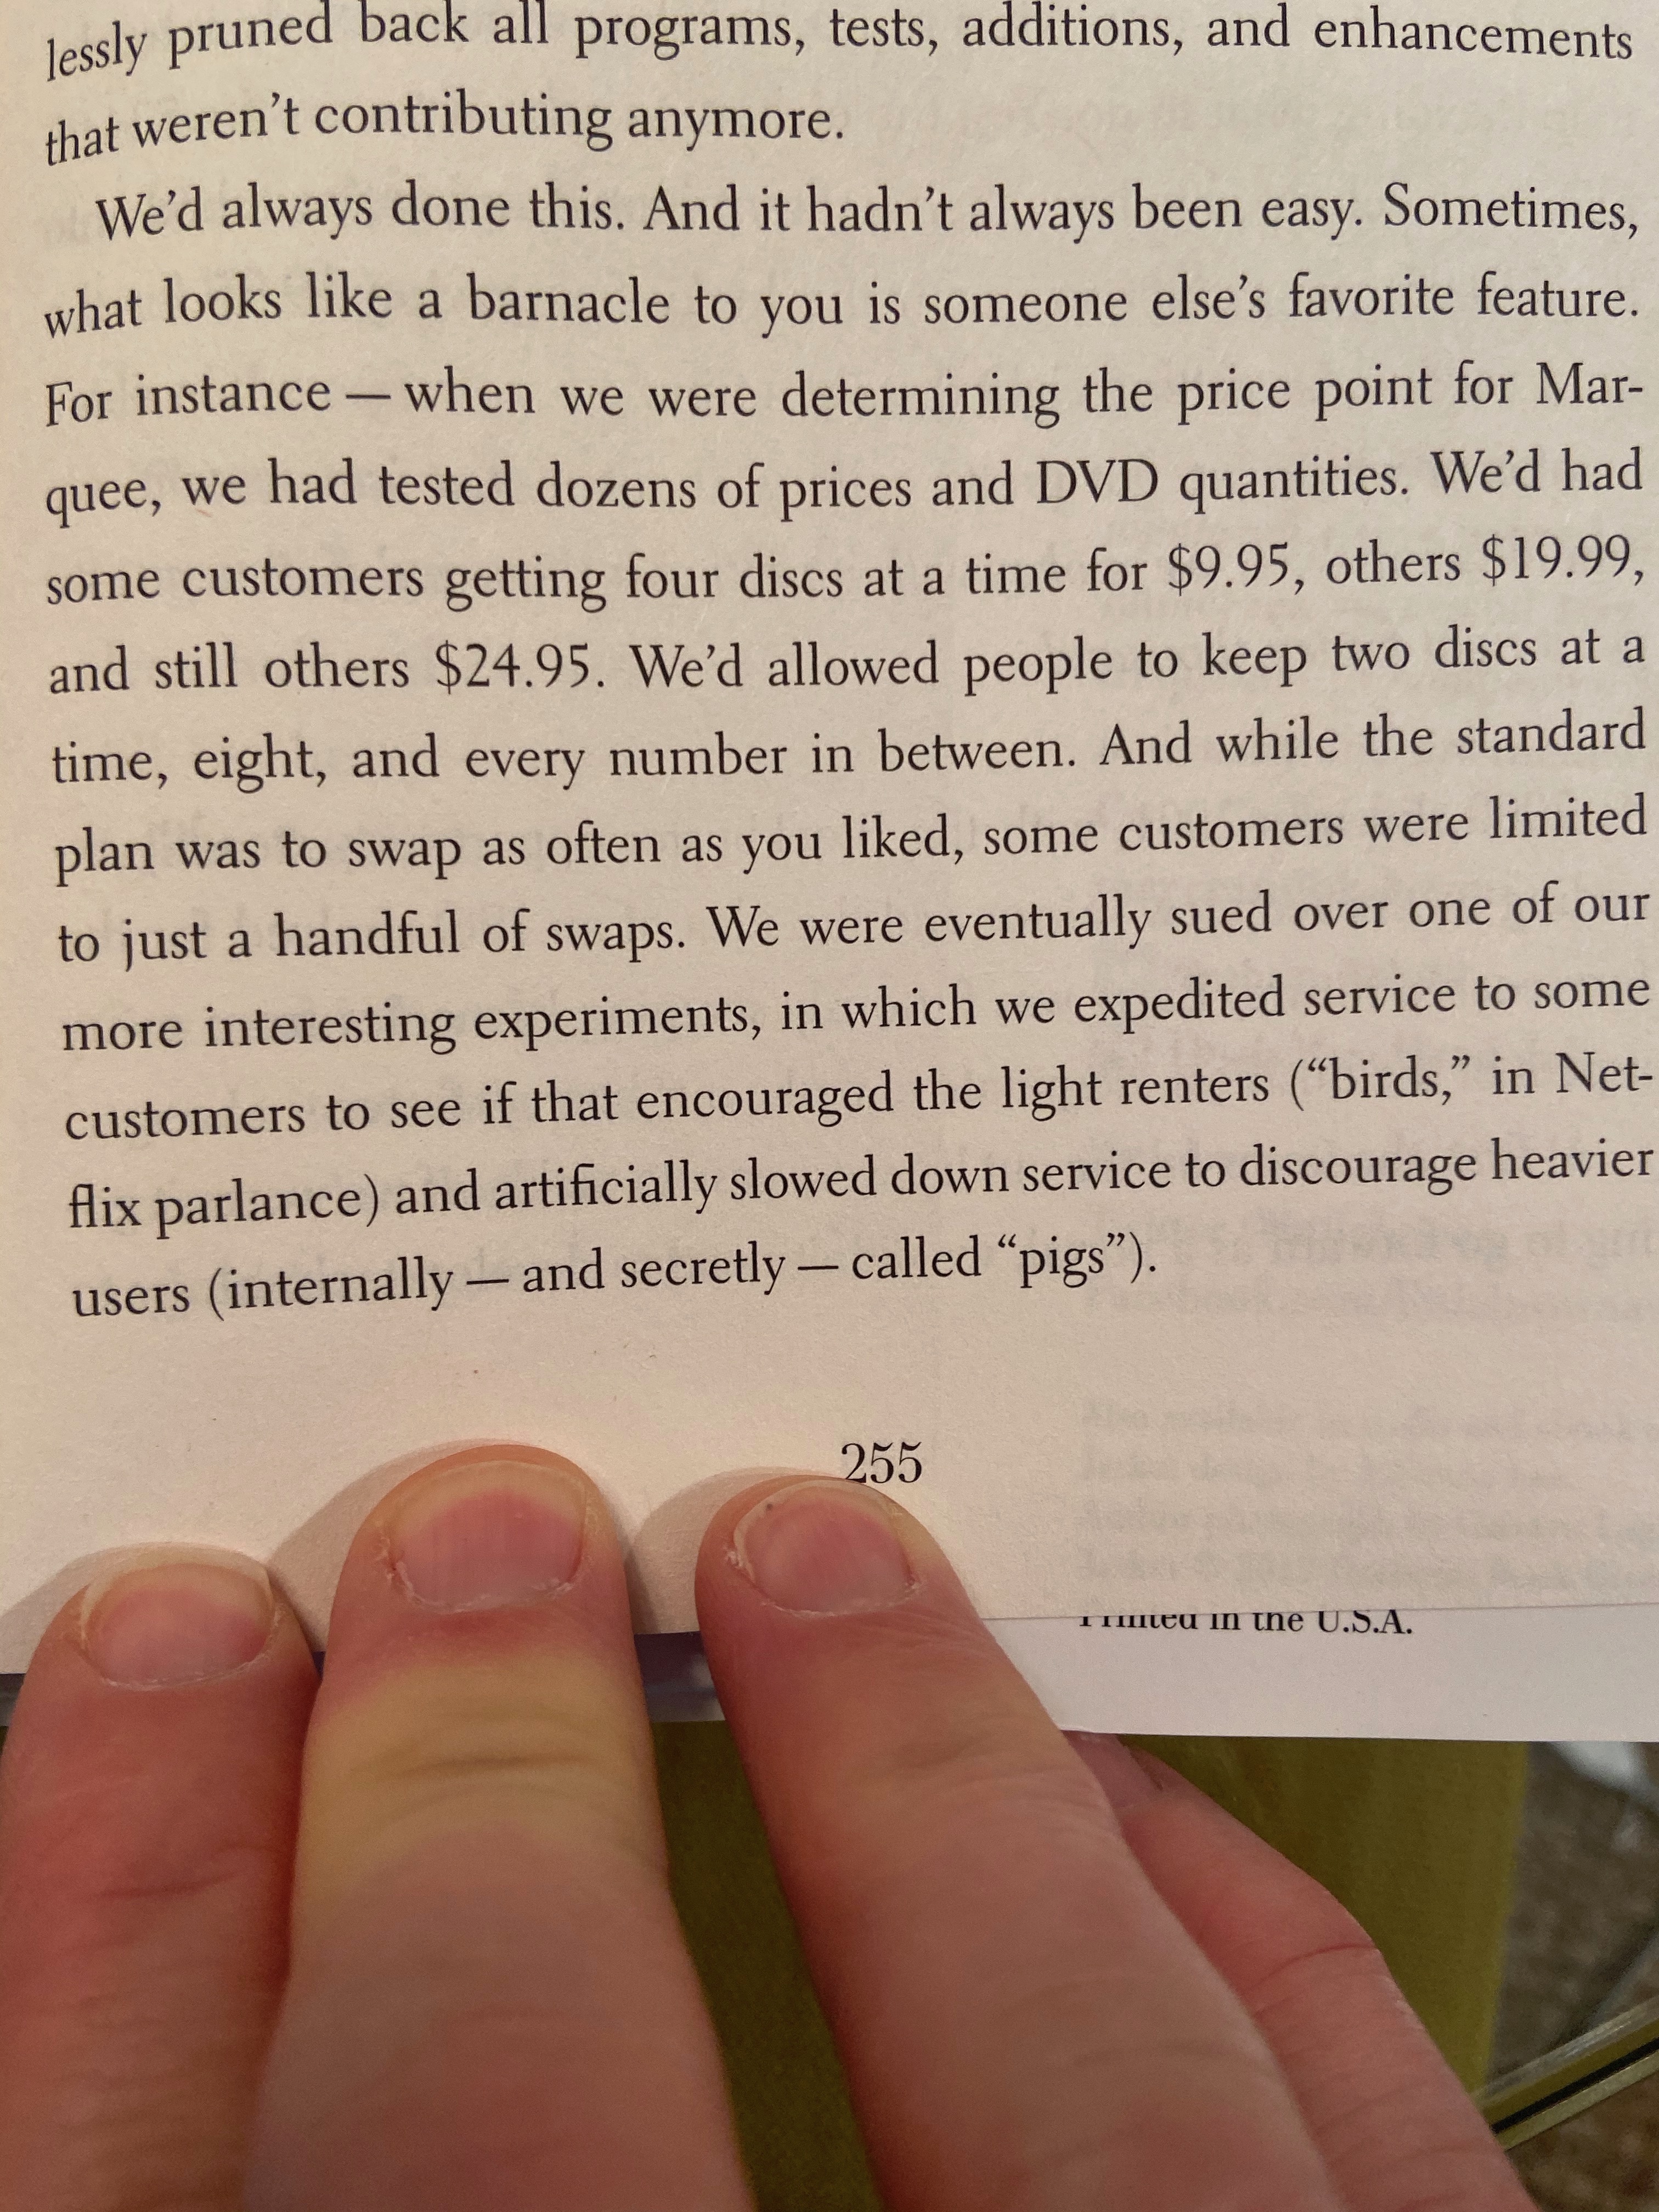 lessly pruned back all programs, tests, additions, and enhancements
that weren’t contributing anymore.
We’d always done this. And it hadn’t always been easy. Sometimes,
what looks like a barnacle to you is someone else’s favorite feature.
For instance — when we were determining the price point for Mar-
quee, we had tested dozens of prices and DVD quantities. We’d had
some customers getting four discs at a time for $9.95, others $19.99,
and still others $24.95. We’d allowed people to keep two discs at a
time, eight, and every number in between. And while the standard
plan was to swap as often as you liked, some customers were limited
to just a handful of swaps. We were eventually sued over one of our
more interesting experiments, in which we expedited service to some
customers to see if that encouraged the light renters (“birds,” in Net-
flix parlance) and artificially slowed down service to discourage heavier
users (internally — and secretly — called “pigs”).
255
Printed in the U.S.A.